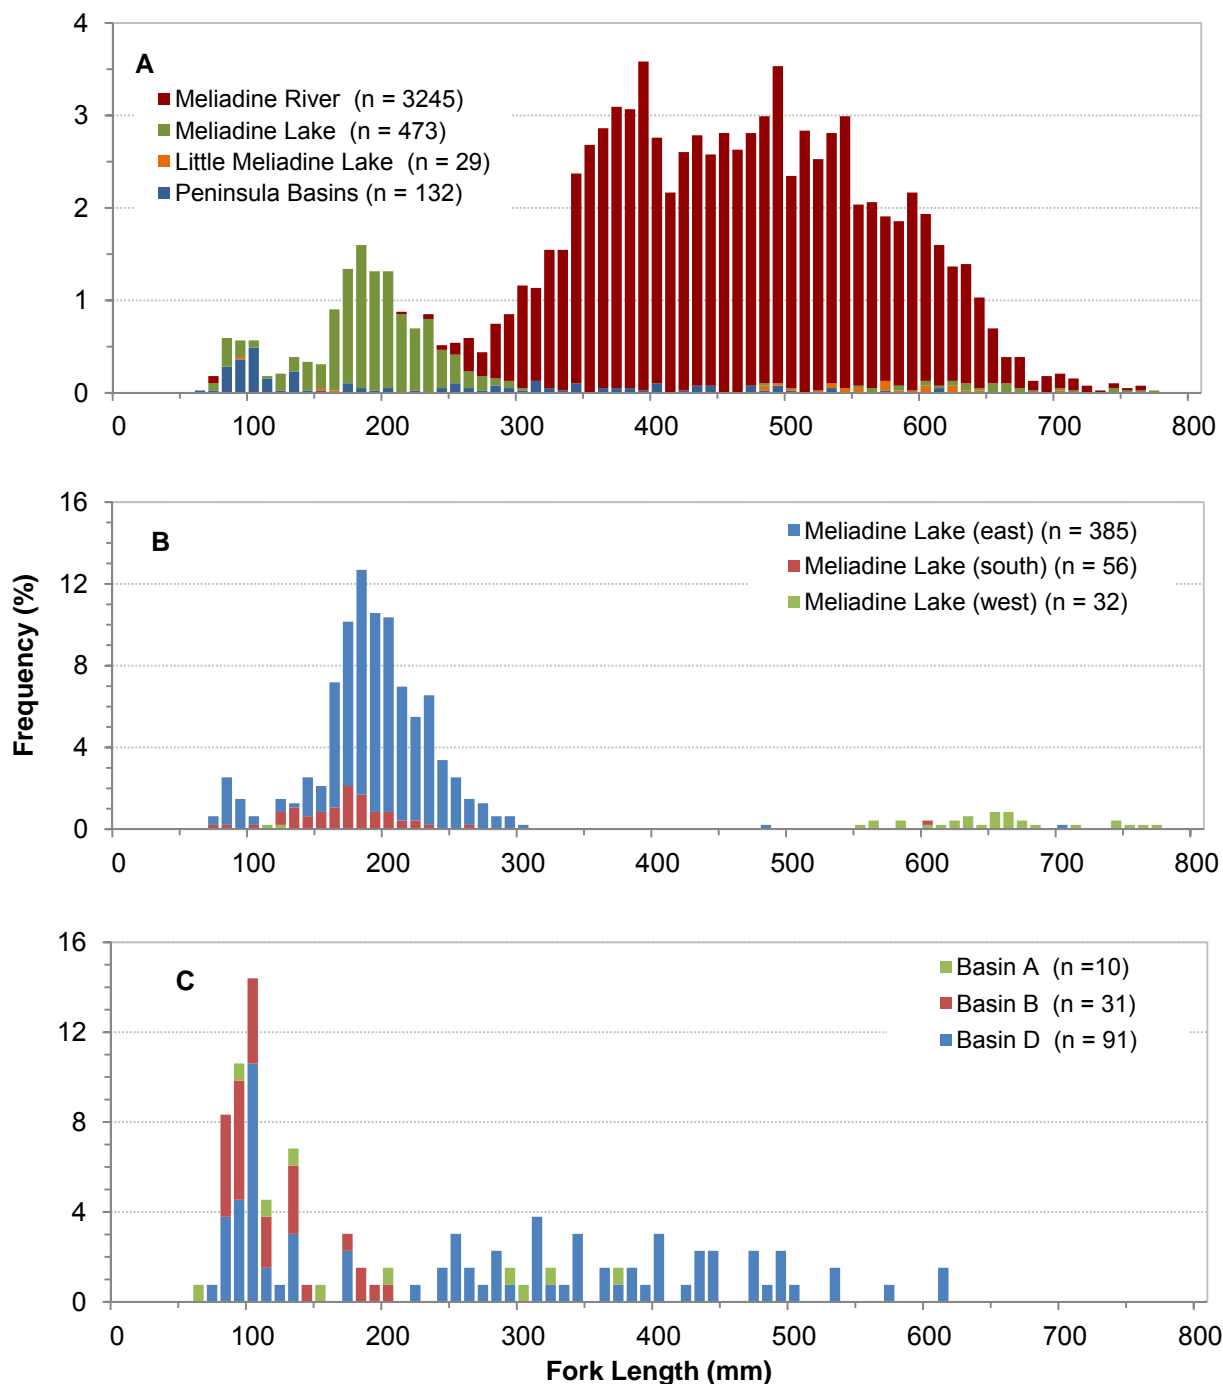 4
A
Meliadine River (n = 3245)
3
Meliadine Lake (n = 473)
Little Meliadine Lake (n = 29)
Peninsula Basins (n = 132)
2
1
0
0 100 200 300 400 500 600 700 800
16
B
Meliadine Lake (east) (n = 385)
Meliadine Lake (south) (n = 56)
12
Meliadine Lake (west) (n = 32)
Frequency (%)
8
4
0
0 100 200 300 400 500 600 700 800
16
C
Basin A (n =10)
Basin B (n = 31)
12
Basin D (n = 91)
8
4
0
0 100 200 300 400 500 600 700 800
Fork Length (mm)